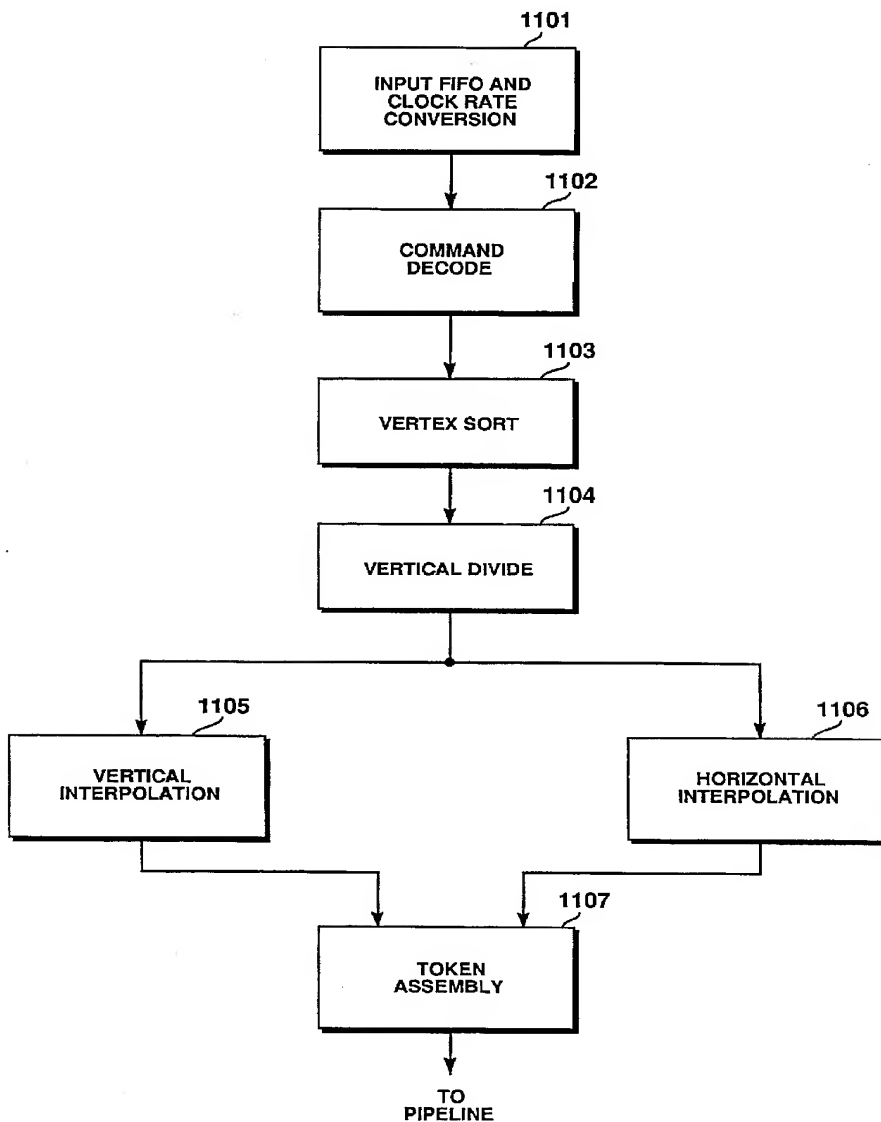 1101
INPUT FIFO AND
CLOCK RATE
CONVERSION
1102
COMMAND
DECODE
1103
VERTEX SORT
1104
VERTICAL DIVIDE
1105
VERTICAL
INTERPOLATION
1106
HORIZONTAL
INTERPOLATION
1107
TOKEN
ASSEMBLY
TO
PIPELINE